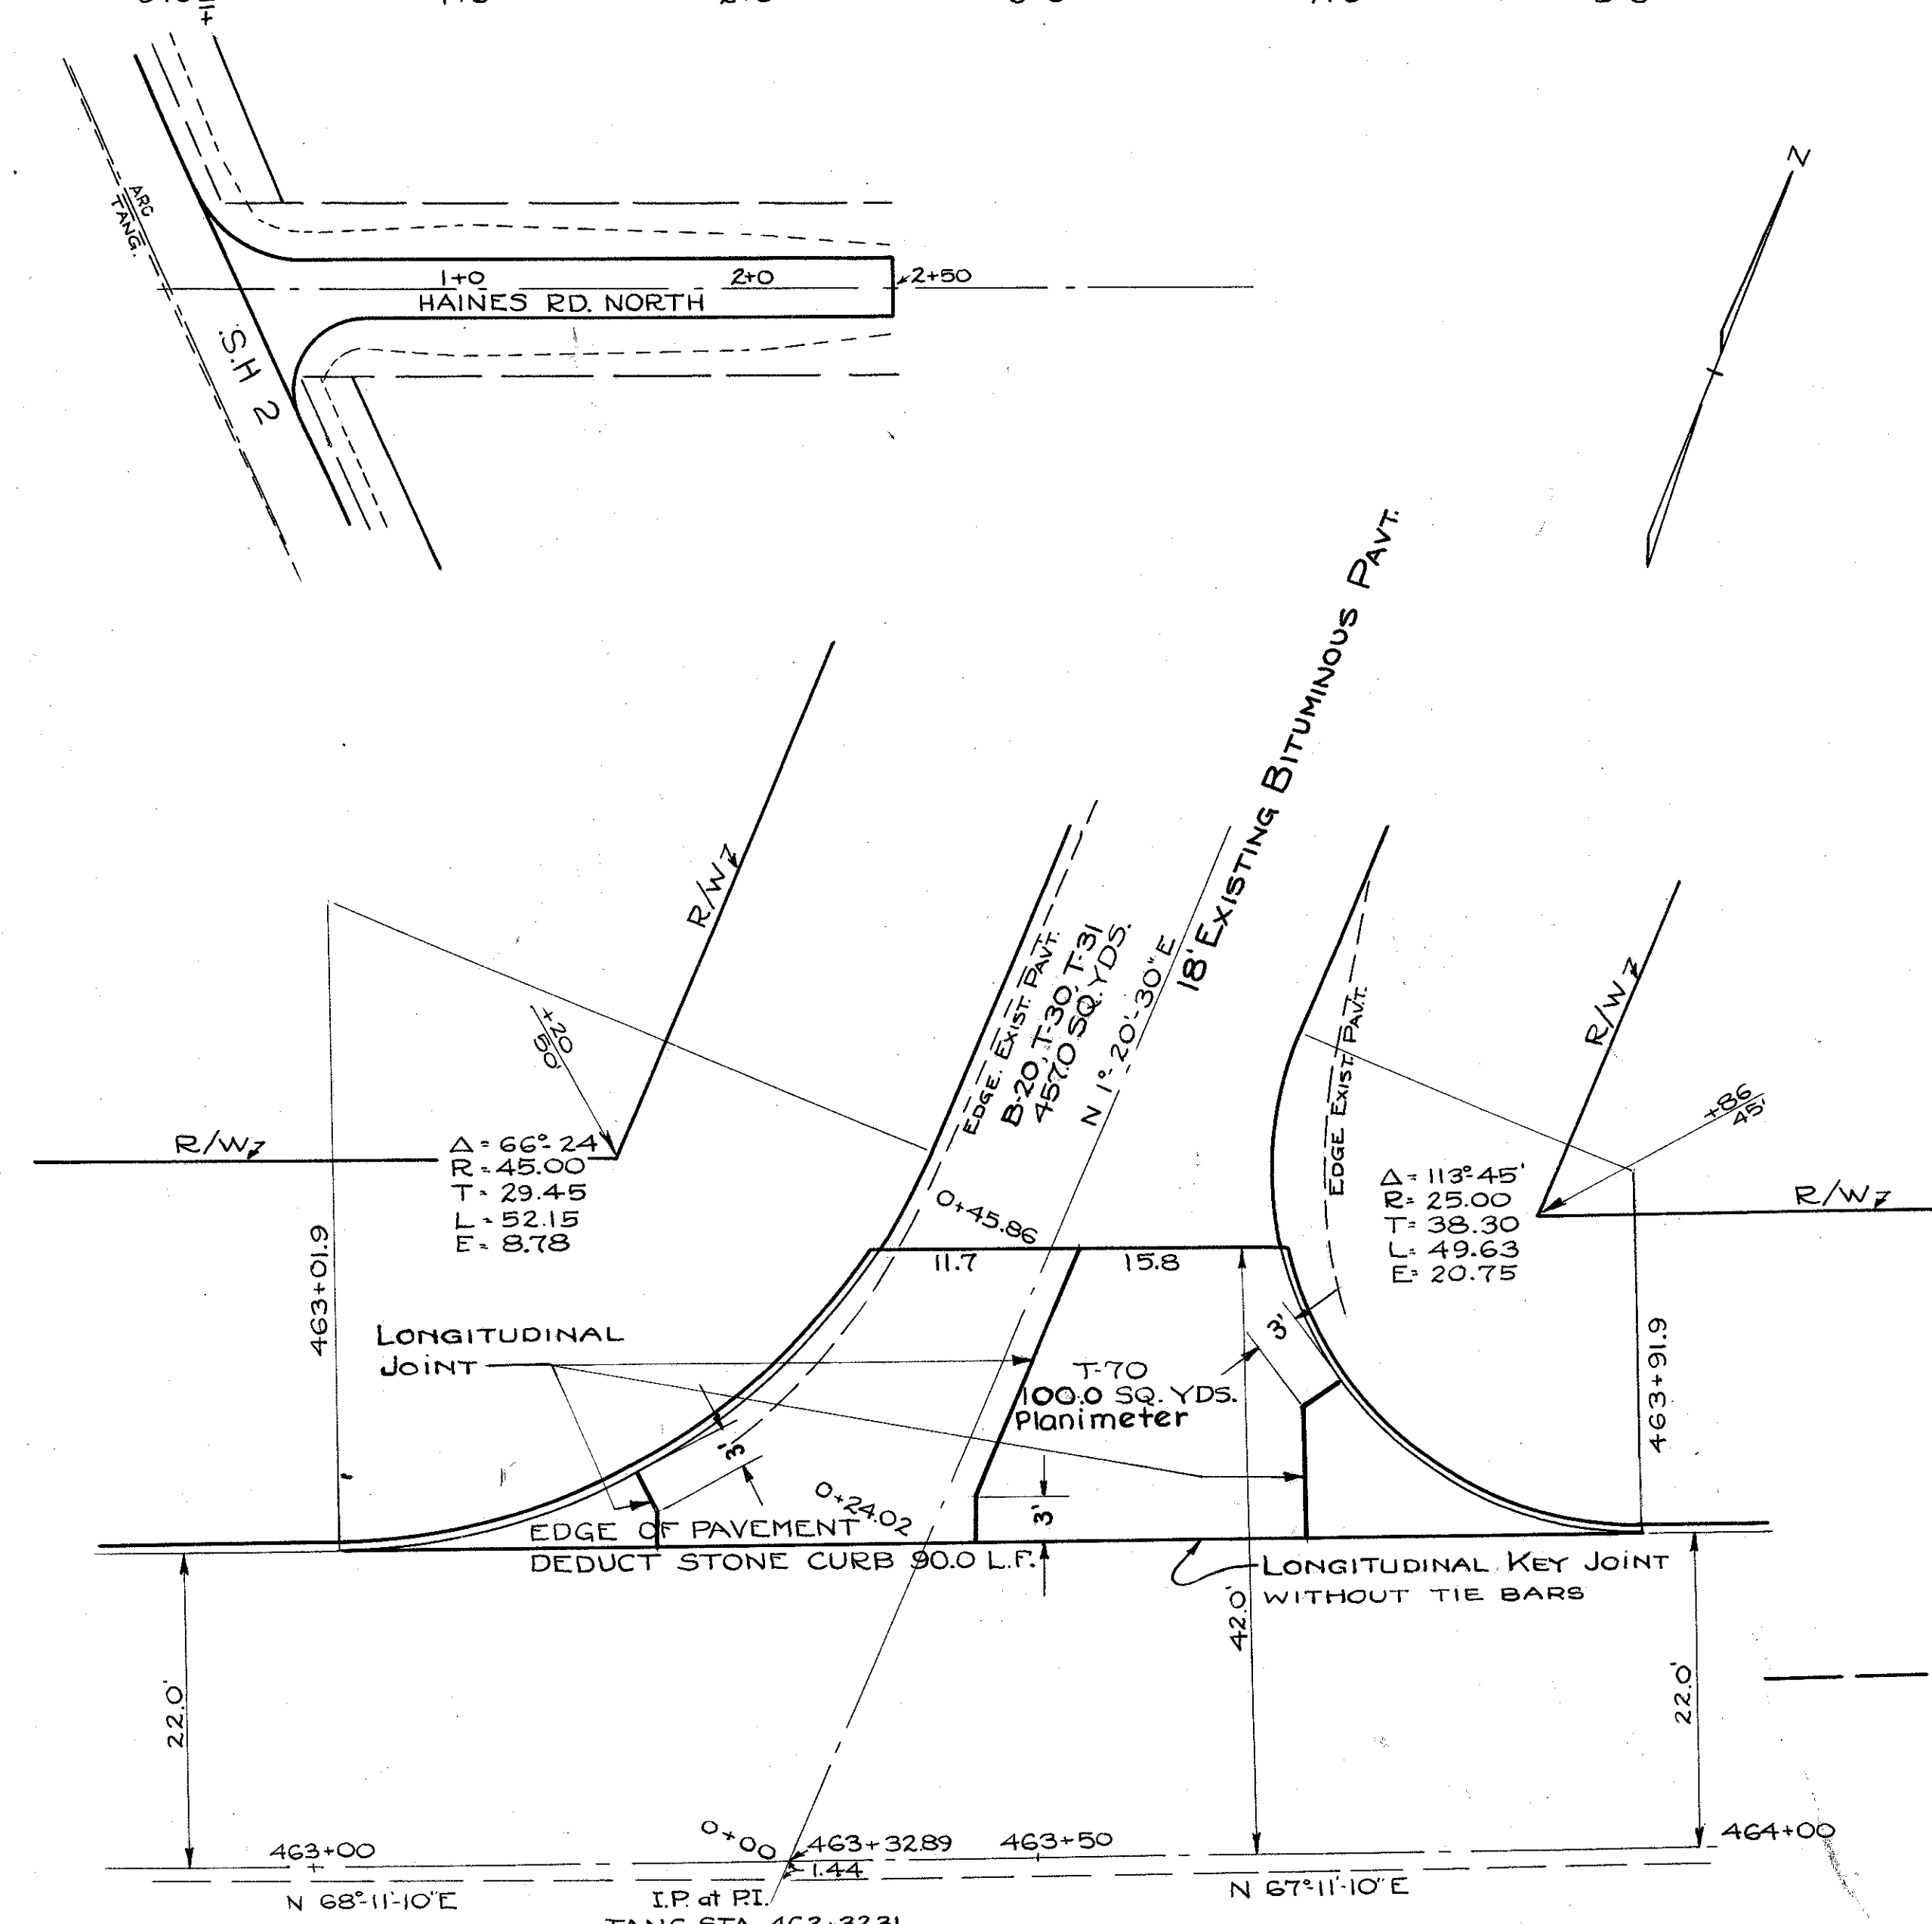 N
ARC
TANG.
1+0
2+0
2+50
HAINES RD. NORTH
S.H 2
18' EXISTING BITUMINOUS PAVT.
R/W
EDGE. EXIST. PAVT.
B-20, T-30, T-31
457.0 SQ. YDS.
N 1°-20'-30" E
EDGE EXIST. PAVT.
R/W
+20
50'
+86
45'
R/W
Δ = 66°-24'
R = 45.00
T = 29.45
L = 52.15
E = 8.78
Δ = 113°-45'
R = 25.00
T = 38.30
L = 49.63
E = 20.75
R/W
463+01.9
0+45.86
11.7
15.8
LONGITUDINAL
JOINT
T-70
100.0 SQ. YDS.
Planimeter
3'
463+91.9
3'
0+24.02
3'
EDGE OF PAVEMENT
DEDUCT STONE CURB 90.0 L.F.
LONGITUDINAL KEY JOINT
WITHOUT TIE BARS
42.0'
22.0'
22.0'
463+00
0+00
463+32.89
463+50
464+00
1.44
N 68°-11'-10"E
I.P. at P.I.
N 67°-11'-10"E